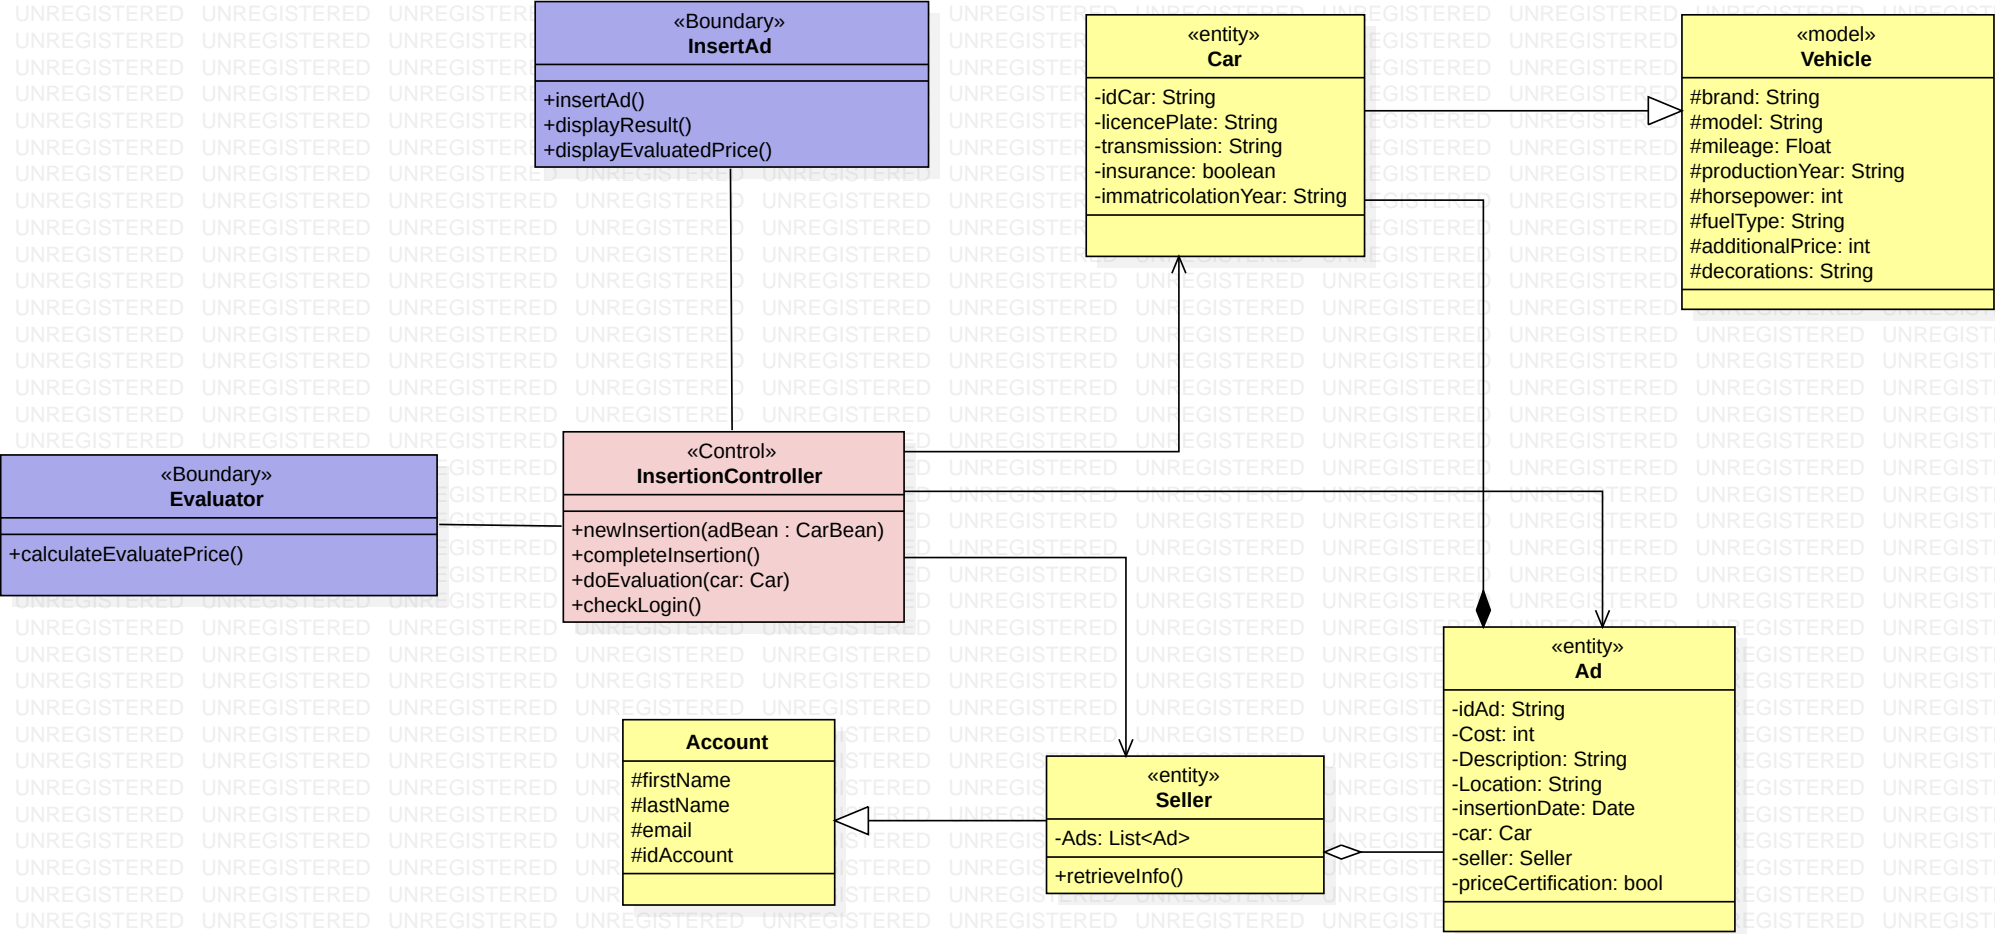 «Boundary»
InsertAd
+insertAd()
+displayResult()
+displayEvaluatedPrice()
«entity»
Car
-idCar: String
-licencePlate: String
-transmission: String
-insurance: boolean
-immatricolationYear: String
«model»
Vehicle
#brand: String
#model: String
#mileage: Float
#productionYear: String
#horsepower: int
#fuelType: String
#additionalPrice: int
#decorations: String
«Boundary»
Evaluator
+calculateEvaluatePrice()
«Control»
InsertionController
+newInsertion(adBean : CarBean)
+completeInsertion()
+doEvaluation(car: Car)
+checkLogin()
Account
#firstName
#lastName
#email
#idAccount
«entity»
Seller
-Ads: List<Ad>
+retrieveInfo()
«entity»
Ad
-idAd: String
-Cost: int
-Description: String
-Location: String
-insertionDate: Date
-car: Car
-seller: Seller
-priceCertification: bool
UNREGISTERED